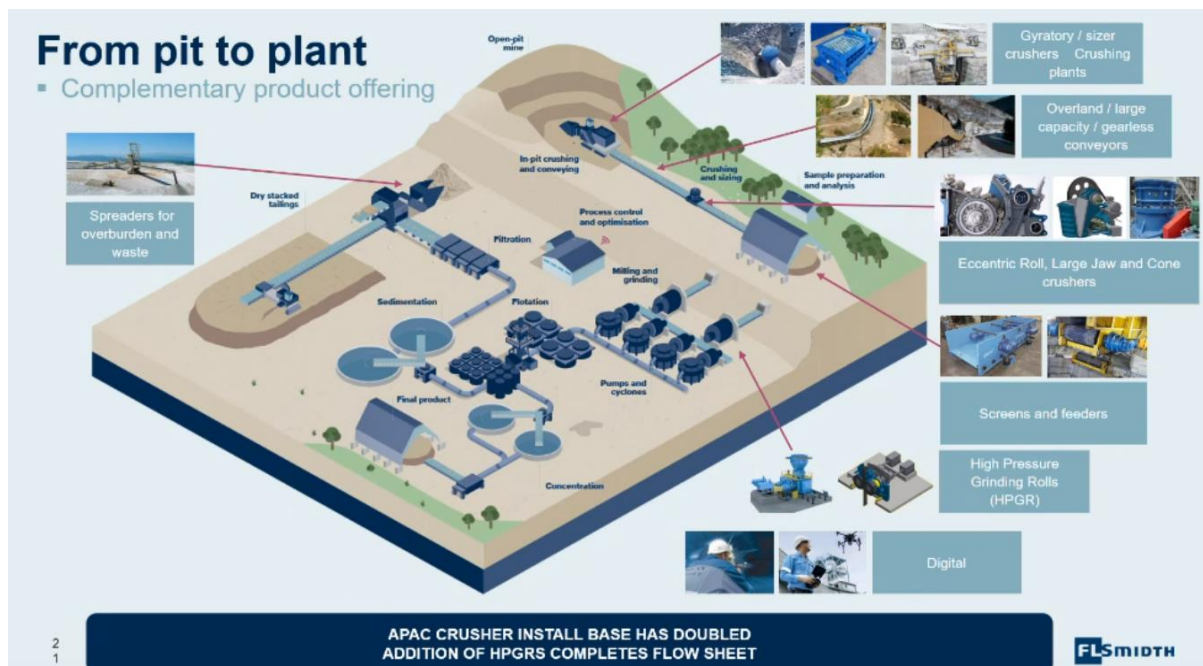 From pit to plant
▪ Complementary product offering
Open-pit
mine
Gyratory / sizer
crushers Crushing
plants
Overland / large
capacity / gearless
conveyors
In-pit crushing
and conveying
Crushing
and sizing
Sample preparation
and analysis
Spreaders for
overburden and
waste
Dry stacked
tailings
Process control
and optimisation
Filtration
Milling and
grinding
Eccentric Roll, Large Jaw and Cone
crushers
Sedimentation
Flotation
Pumps and
cyclones
Final product
Screens and feeders
Concentration
High Pressure
Grinding Rolls
(HPGR)
Digital
2
1
APAC CRUSHER INSTALL BASE HAS DOUBLED
ADDITION OF HPGRS COMPLETES FLOW SHEET
FLSMIDTH